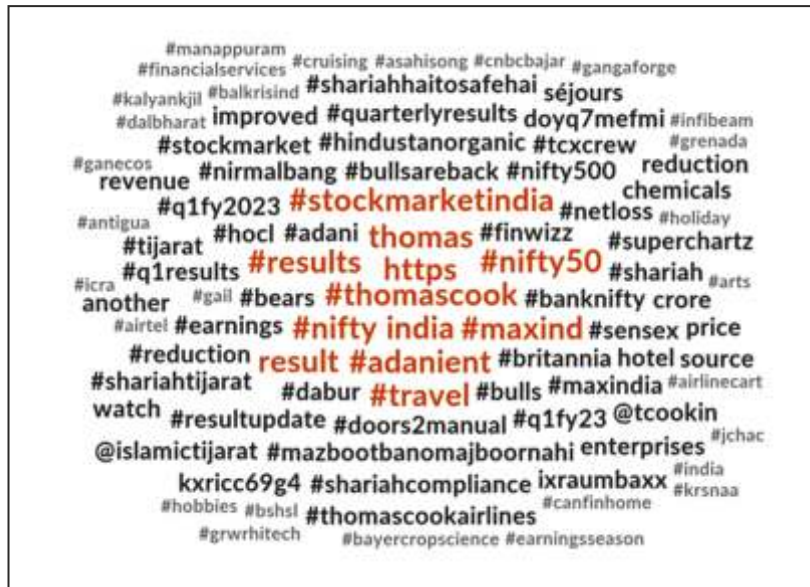 #manappuram
#financialservices #cruising #asahisong #cnbcbajar #gangaforge
#kalyankjil #balkrisind #shariahhaitosafehai séjours
#dalbharat improved #quarterlyresults doyq7mefmi #infibeam
#stockmarket #hindustanorganic #tcxcrew #grenada
#ganecos revenue #nirmalbang #bullsareback #nifty500 reduction
#q1fy2023 #stockmarketindia #netloss chemicals #holiday
#antigua #tijarat #hocl #adani thomas #finwizz #superchartz
#q1results #results https #nifty50 #shariah #arts
#icra another #gail #bears #thomascook #banknifty crore
#airtel #earnings #nifty india #maxind #sensex price
#reduction result #adanient #britannia hotel source
#shariahtijarat #dabur #travel #bulls #maxindia #airlinecart
watch #resultupdate #doors2manual #q1fy23 @tcookin
@islamictijarat #mazbootbanomajboornahi enterprises #jchac
kxricc69g4 #shariahcompliance ixraumbaxx #india #krsnaa
#hobbies #bshsl #thomascookairlines #canfinhome
#grwrhitech #bayercropscience #earningsseason